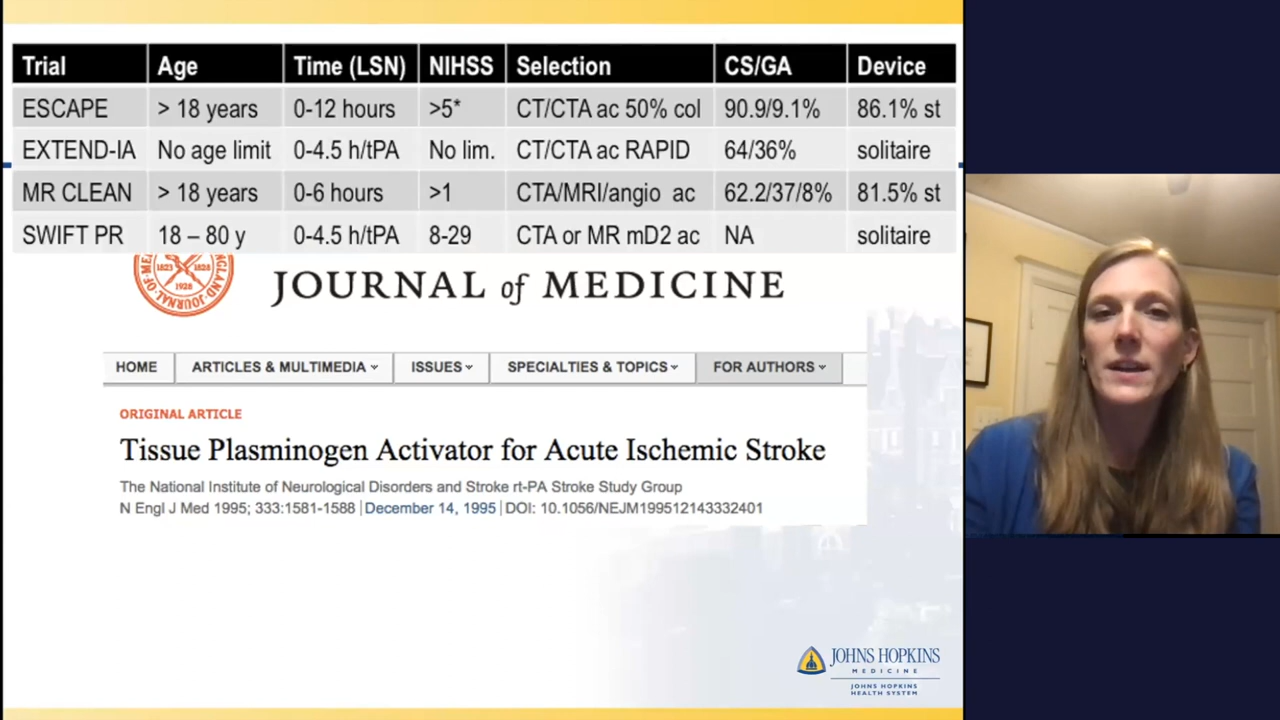 Trial Age Time (LSN) NIHSS Selection CS/GA Device
ESCAPE > 18 years 0-12 hours >5* CT/CTA ac 50% col 90.9/9.1% 86.1% st
EXTEND-IA No age limit 0-4.5 h/tPA No lim. CT/CTA ac RAPID 64/36% solitaire
MR CLEAN > 18 years 0-6 hours >1 CTA/MRI/angio ac 62.2/37/8% 81.5% st
SWIFT PR 18 – 80 y 0-4.5 h/tPA 8-29 CTA or MR mD2 ac NA solitaire
1823 1828
1928
JOURNAL of MEDICINE
HOME ARTICLES & MULTIMEDIA ISSUES SPECIALTIES & TOPICS FOR AUTHORS
ORIGINAL ARTICLE
Tissue Plasminogen Activator for Acute Ischemic Stroke
The National Institute of Neurological Disorders and Stroke rt-PA Stroke Study Group
N Engl J Med 1995; 333:1581-1588 | December 14, 1995 | DOI: 10.1056/NEJM199512143332401
JOHNS HOPKINS
MEDICINE
JOHNS HOPKINS
HEALTH SYSTEM